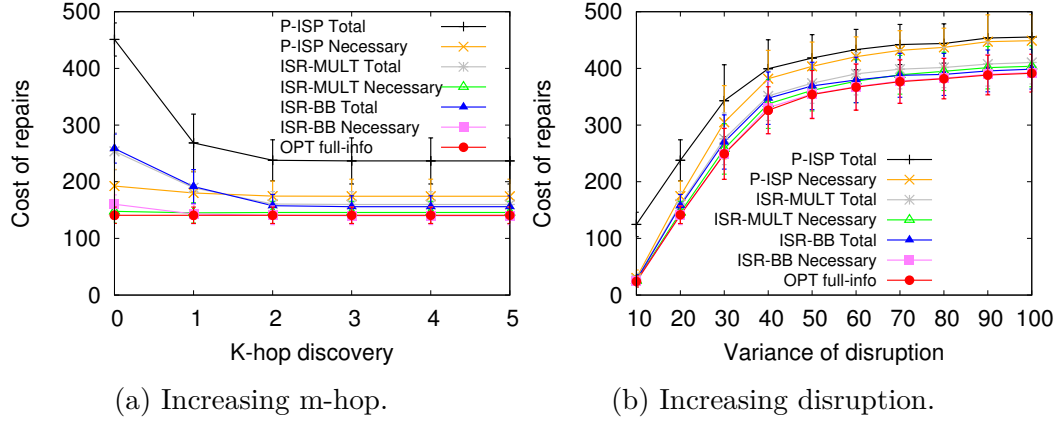 Cost of repairs
500
400
300
200
100
0
P-ISP Total
P-ISP Necessary
ISR-MULT Total
ISR-MULT Necessary
ISR-BB Total
ISR-BB Necessary
OPT full-info
0 1 2 3 4 5
K-hop discovery
(a) Increasing m-hop.
Cost of repairs
500
400
300
200
100
0
P-ISP Total
P-ISP Necessary
ISR-MULT Total
ISR-MULT Necessary
ISR-BB Total
ISR-BB Necessary
OPT full-info
10 20 30 40 50 60 70 80 90 100
Variance of disruption
(b) Increasing disruption.